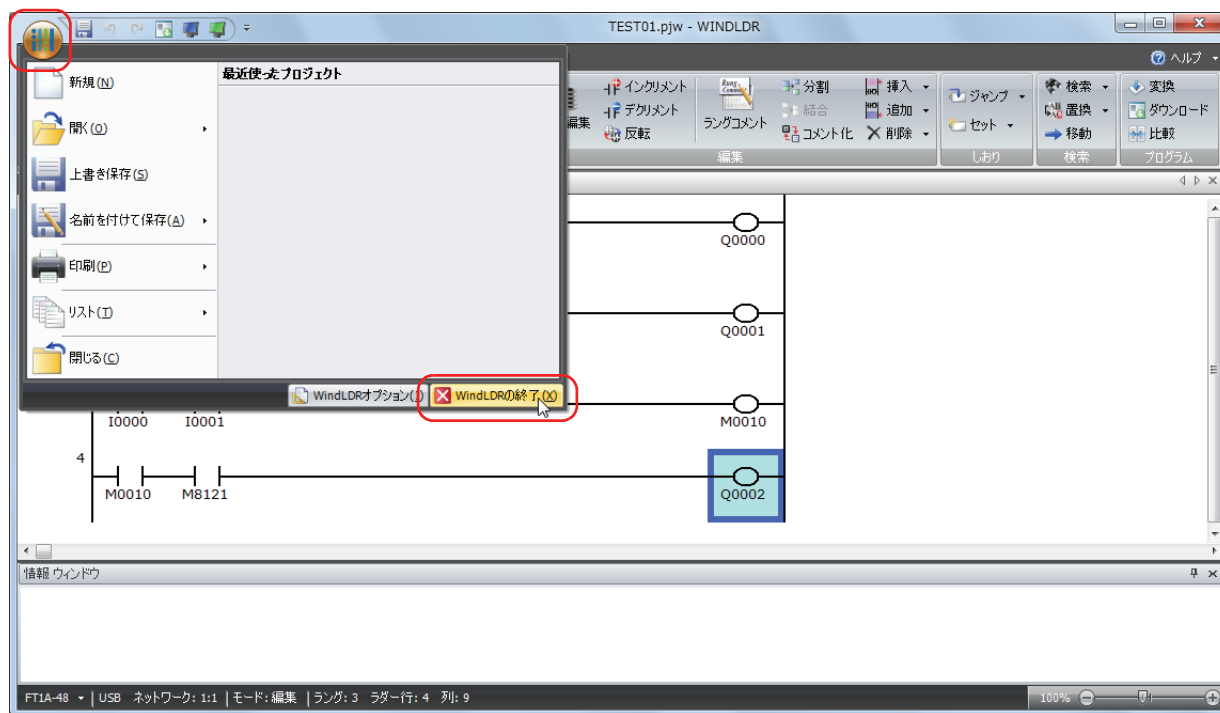 TEST01.pjw - WINDLDR
ヘルプ
新規(N)
最近使ったプロジェクト
開く(O)
上書き保存(S)
名前を付けて保存(A)
印刷(P)
リスト(T)
閉じる(C)
WindLDRオプション(I)
WindLDRの終了(X)
編集
インクリメント
デクリメント
反転
Rung Comment
ラングコメント
分割
結合
コメント化
挿入
追加
削除
編集
ジャンプ
セット
しおり
検索
置換
移動
検索
変換
ダウンロード
比較
プログラム
Q0000
Q0001
I0000 I0001 M0010
4
M0010 M8121 Q0002
情報 ウィンドウ
FT1A-48 | USB ネットワーク: 1:1 | モード: 編集 | ラング: 3 ラダー行: 4 列: 9
100%